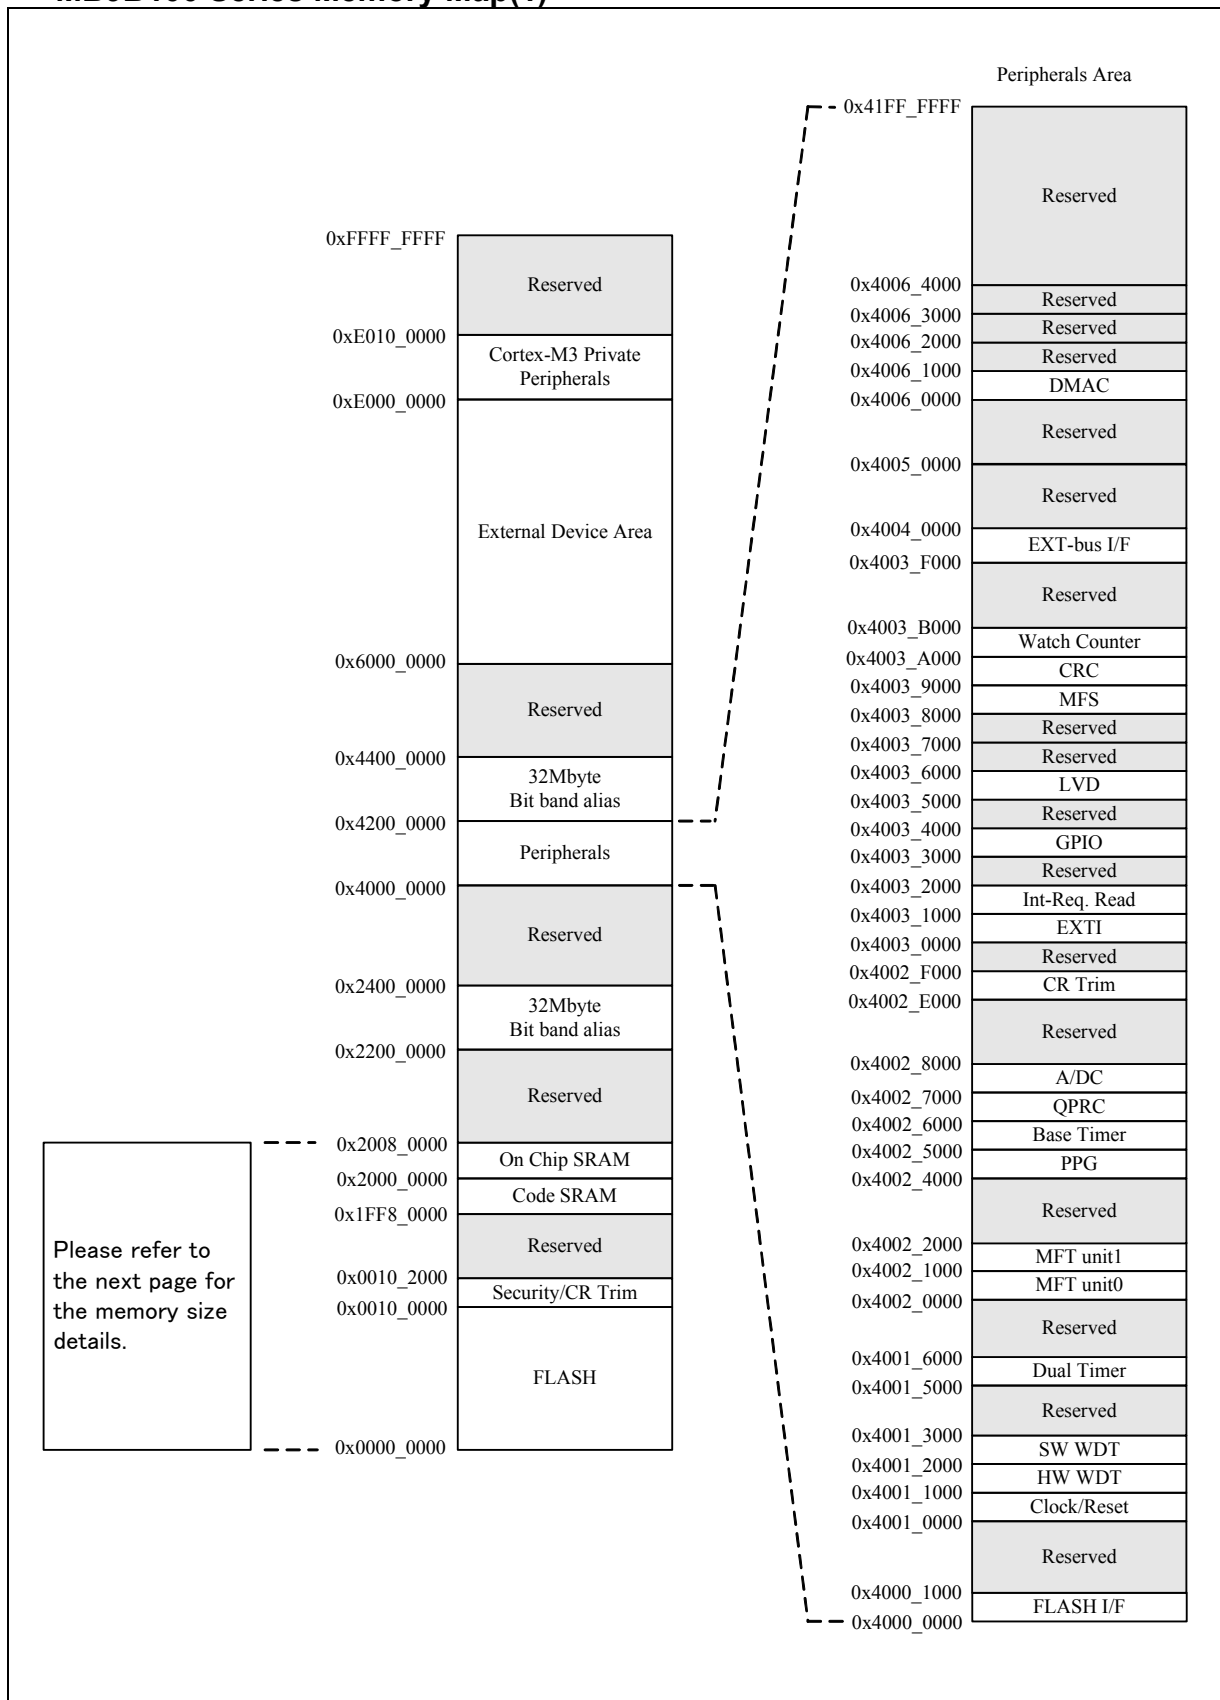 Peripherals Area
0x41FF_FFFF
Reserved
0x4006_4000
Reserved
0x4006_3000
Reserved
0x4006_2000
Reserved
0x4006_1000
DMAC
0x4006_0000
Reserved
0x4005_0000
Reserved
0x4004_0000
EXT-bus I/F
0x4003_F000
Reserved
0x4003_B000
Watch Counter
0x4003_A000
CRC
0x4003_9000
MFS
0x4003_8000
Reserved
0x4003_7000
Reserved
0x4003_6000
LVD
0x4003_5000
Reserved
0x4003_4000
GPIO
0x4003_3000
Reserved
0x4003_2000
Int-Req. Read
0x4003_1000
EXTI
0x4003_0000
Reserved
0x4002_F000
CR Trim
0x4002_E000
Reserved
0x4002_8000
A/DC
0x4002_7000
QPRC
0x4002_6000
Base Timer
0x4002_5000
PPG
0x4002_4000
Reserved
0x4002_2000
MFT unit1
0x4002_1000
MFT unit0
0x4002_0000
Reserved
0x4001_6000
Dual Timer
0x4001_5000
Reserved
0x4001_3000
SW WDT
0x4001_2000
HW WDT
0x4001_1000
Clock/Reset
0x4001_0000
Reserved
0x4000_1000
FLASH I/F
0x4000_0000
0xFFFF_FFFF
Reserved
0xE010_0000
Cortex-M3 Private
Peripherals
0xE000_0000
External Device Area
0x6000_0000
Reserved
0x4400_0000
32Mbyte
Bit band alias
0x4200_0000
Peripherals
0x4000_0000
Reserved
0x2400_0000
32Mbyte
Bit band alias
0x2200_0000
Reserved
0x2008_0000
On Chip SRAM
0x2000_0000
Code SRAM
0x1FF8_0000
Reserved
0x0010_2000
Security/CR Trim
0x0010_0000
FLASH
0x0000_0000
Please refer to
the next page for
the memory size
details.